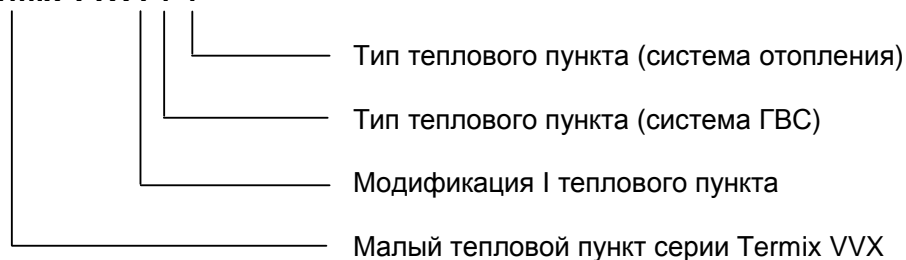 Тип теплового пункта (система отопления)
Тип теплового пункта (система ГВС)
Модификация I теплового пункта
Малый тепловой пункт серии Termix VVX